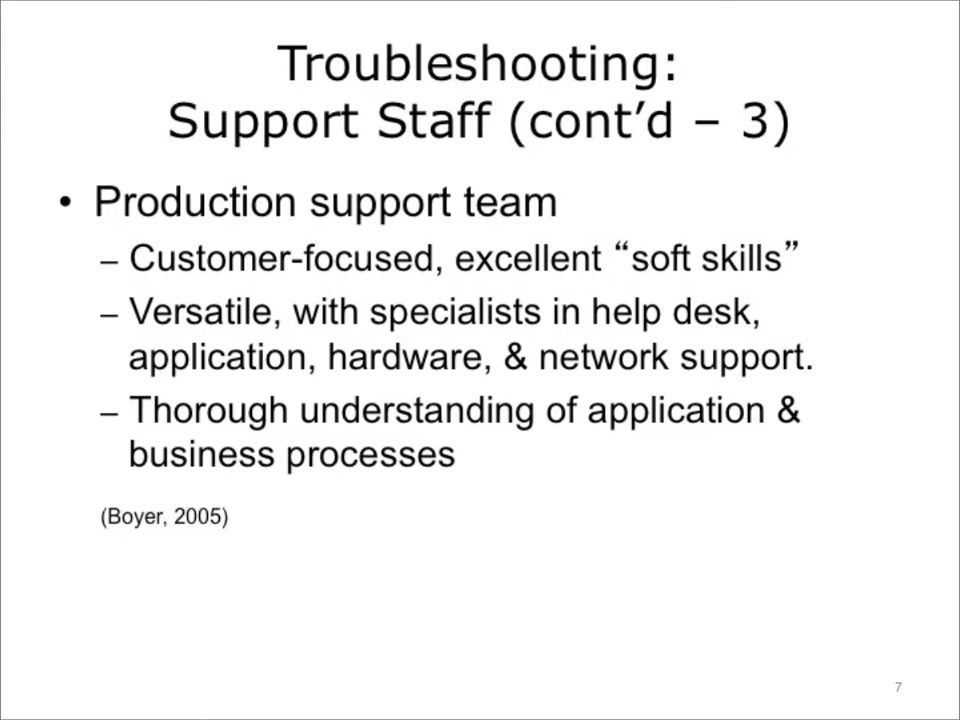 Troubleshooting:
Support Staff (cont’d – 3)
• Production support team
– Customer-focused, excellent “soft skills”
– Versatile, with specialists in help desk,
application, hardware, & network support.
– Thorough understanding of application &
business processes
(Boyer, 2005)
7